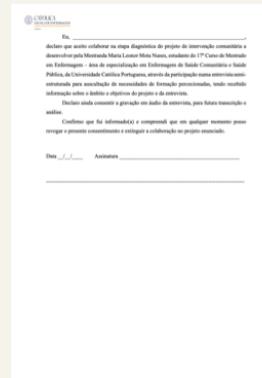 CATÓLICA
Eu, ______________________________________________,
declaro que aceito colaborar na etapa diagnóstica do projeto de intervenção comunitária a
desenvolver pela Mestranda Maria Leonor Mota Nunes, estudante do 17º Curso de Mestrado
em Enfermagem – área de especialização em Enfermagem de Saúde Comunitária e Saúde
Pública, da Universidade Católica Portuguesa, através da participação numa entrevista semi-
estruturada para auscultação de necessidades de formação percecionadas, tendo recebido
informação sobre o âmbito e objetivos do projeto e da entrevista.
Declaro ainda consentir a gravação em áudio da entrevista, para futura transcrição e
análise.
Confirmo que fui informado(a) e compreendi que em qualquer momento posso
revogar o presente consentimento e extinguir a colaboração no projeto enunciado.
Data __/__/____ Assinatura ______________________________